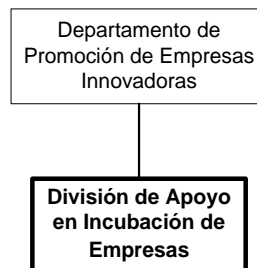 Departamento de
Promoción de Empresas
Innovadoras
División de Apoyo
en Incubación de
Empresas